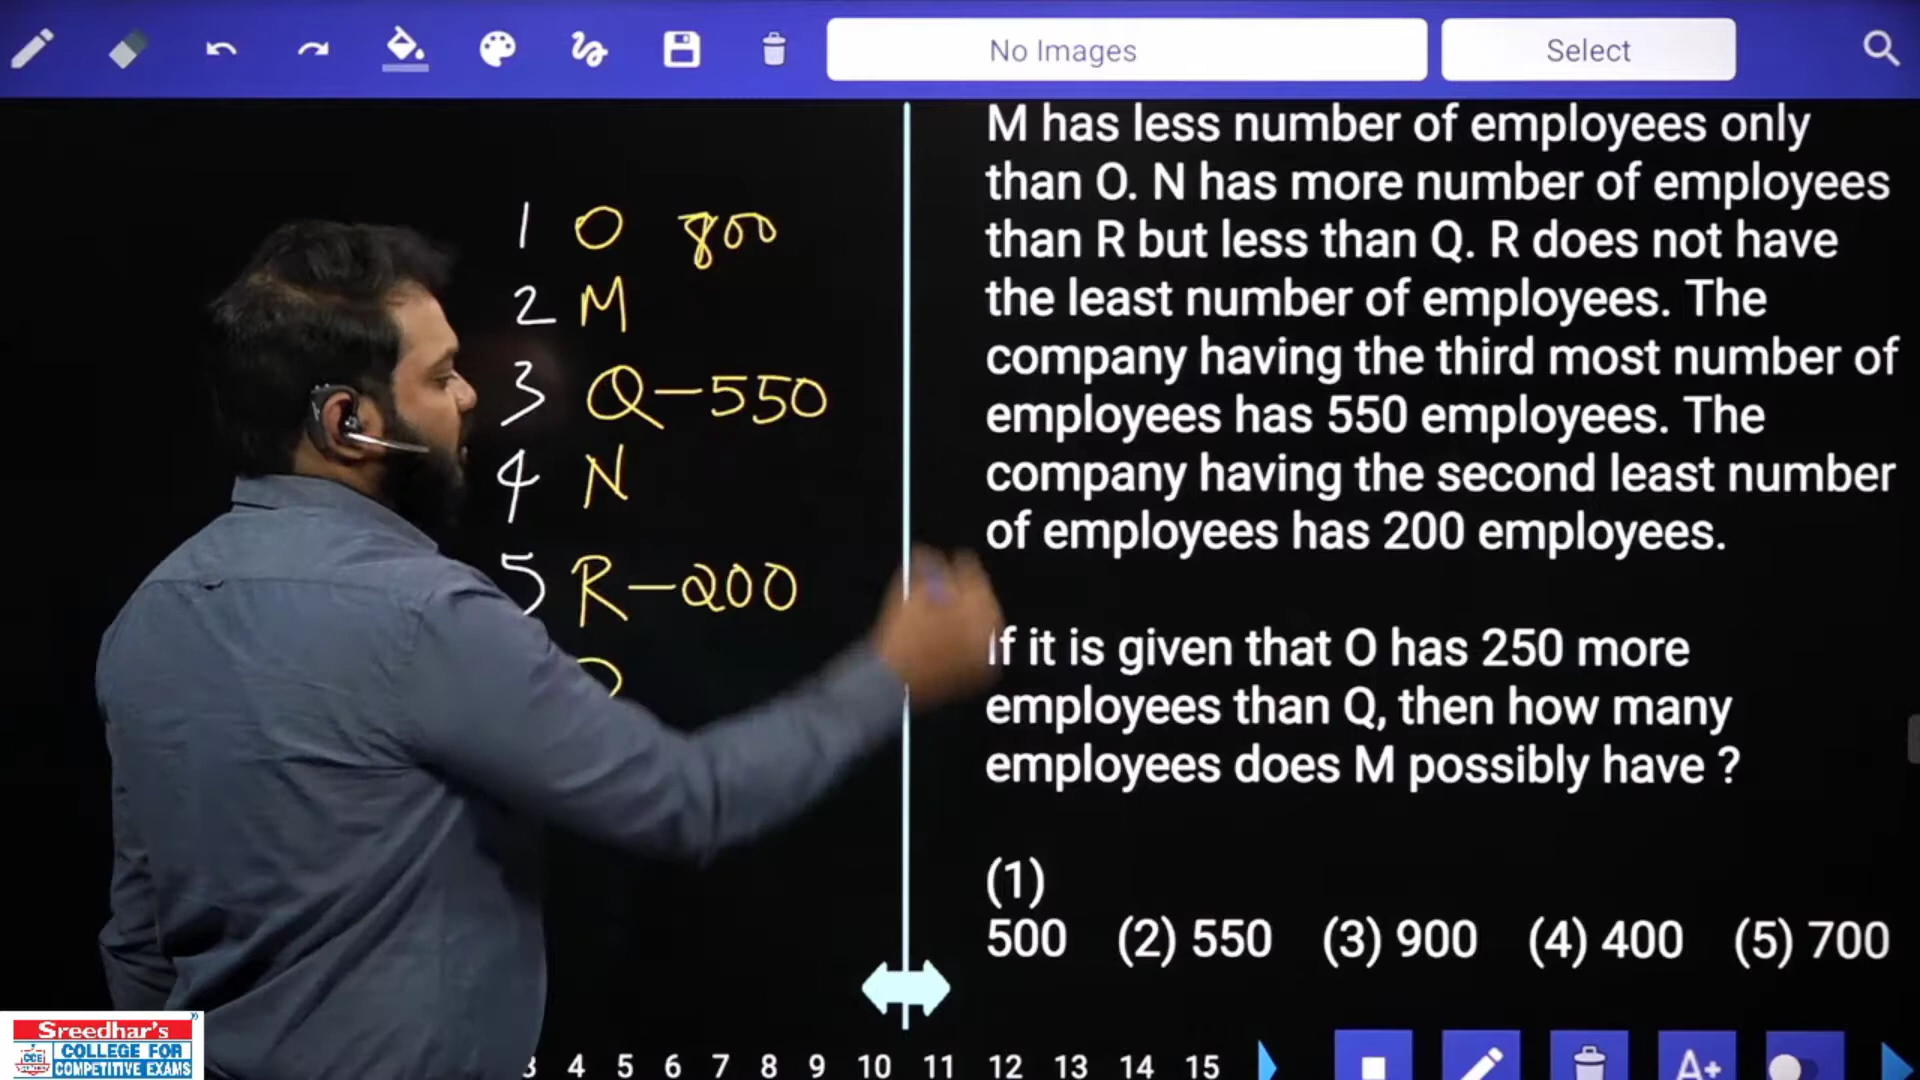 No Images
Select
M has less number of employees only
than O. N has more number of employees
than R but less than Q. R does not have
the least number of employees. The
company having the third most number of
employees has 550 employees. The
company having the second least number
of employees has 200 employees.
If it is given that O has 250 more
employees than Q, then how many
employees does M possibly have ?
(1)
500 (2) 550 (3) 900 (4) 400 (5) 700
1 O 800
2 M
3 Q-550
4 N
5 R-200
3 4 5 6 7 8 9 10 11 12 13 14 15
A+
Sreedhar's
CCE
COLLEGE FOR
COMPETITIVE EXAMS